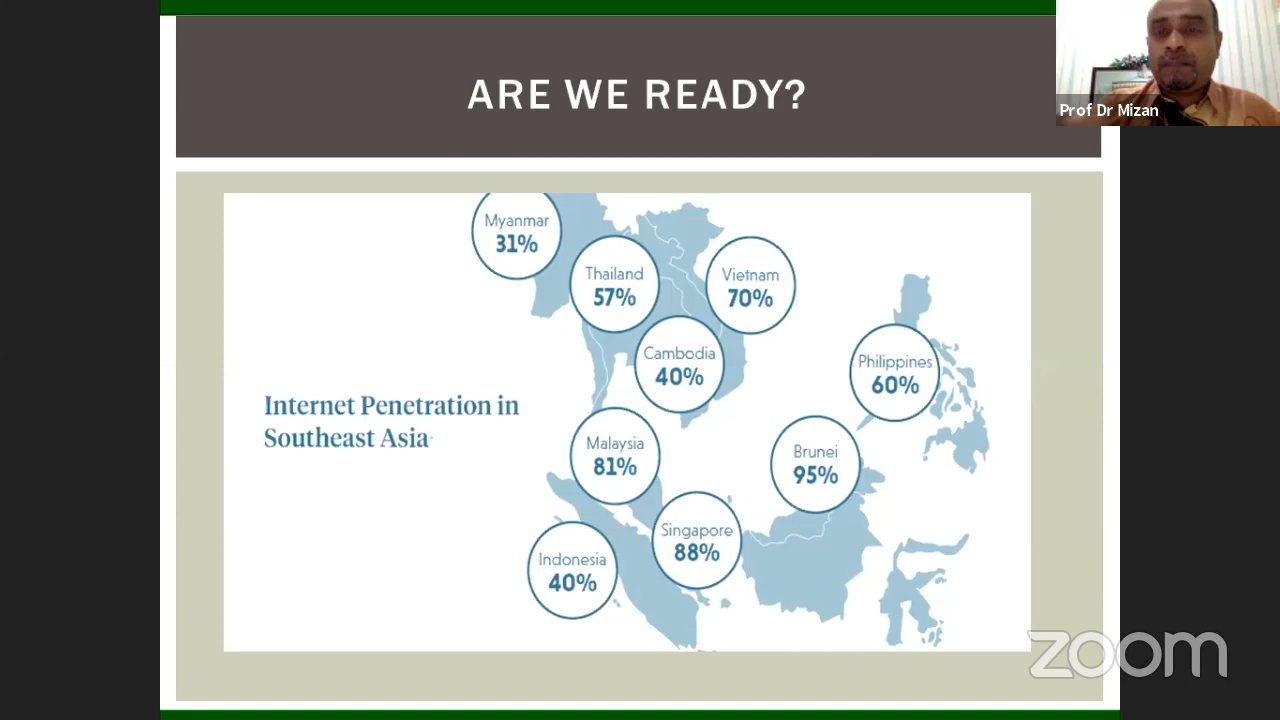 ARE WE READY?
Prof Dr Mizan
Myanmar
31%
Thailand
57%
Vietnam
70%
Cambodia
40%
Philippines
60%
Internet Penetration in
Southeast Asia
Malaysia
81%
Brunei
95%
Singapore
88%
Indonesia
40%
zoom